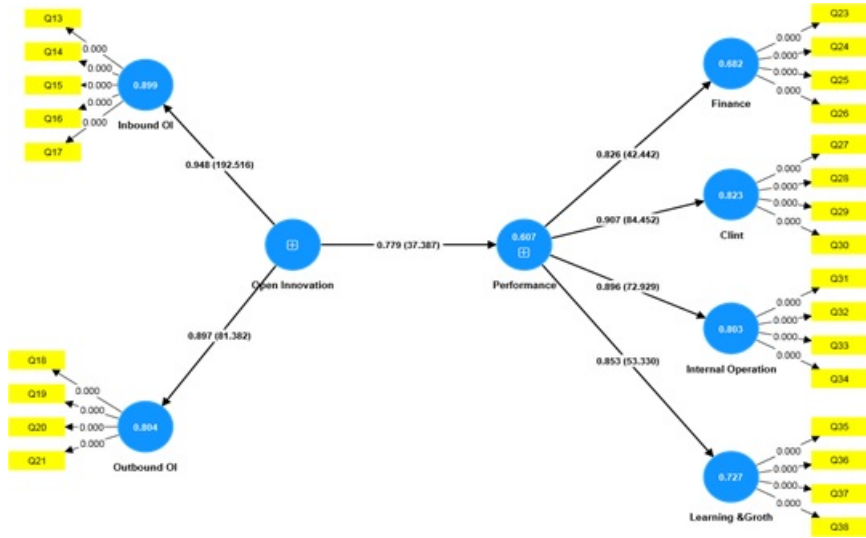 Q13
0.000
Q14
0.000
Q15
0.000
Q16
0.000
Q17
0.000
0.899
Inbound OI
0.948 (192.516)
Open Innovation
0.897 (81.382)
Q18
0.000
Q19
0.000
Q20
0.000
Q21
0.000
0.804
Outbound OI
0.779 (37.387)
0.607
Performance
0.826 (42.442)
0.907 (84.452)
0.896 (72.929)
0.853 (53.330)
0.682
Finance
0.000
Q23
0.000
Q24
0.000
Q25
0.000
Q26
0.823
Clint
0.000
Q27
0.000
Q28
0.000
Q29
0.000
Q30
0.803
Internal Operation
0.000
Q31
0.000
Q32
0.000
Q33
0.000
Q34
0.727
Learning &Groth
0.000
Q35
0.000
Q36
0.000
Q37
0.000
Q38